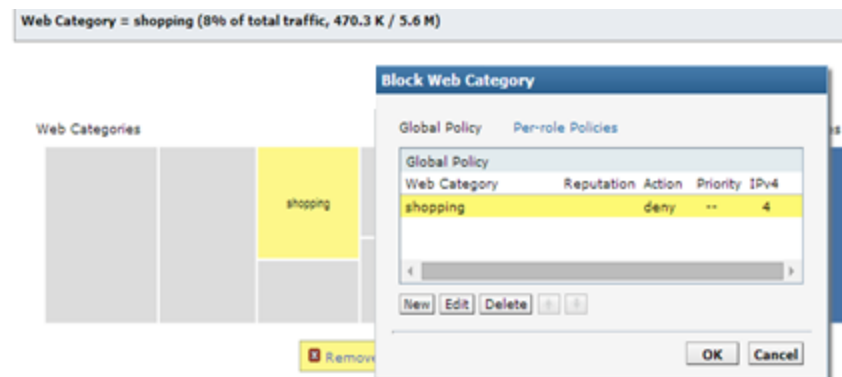 Web Category = shopping (8% of total traffic, 470.3 K / 5.6 M)
Block Web Category
Web Categories
Global Policy Per-role Policies
Global Policy
Web Category Reputation Action Priority IPv4
shopping
shopping deny -- 4
New Edit Delete
Remove
OK Cancel